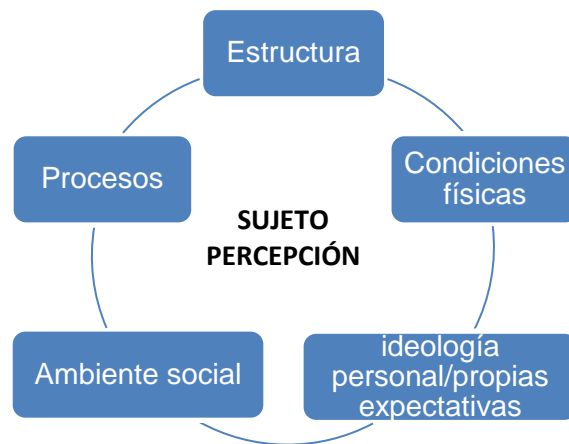 Estructura
Procesos
Condiciones
físicas
SUJETO
PERCEPCIÓN
Ambiente social
ideología
personal/propias
expectativas